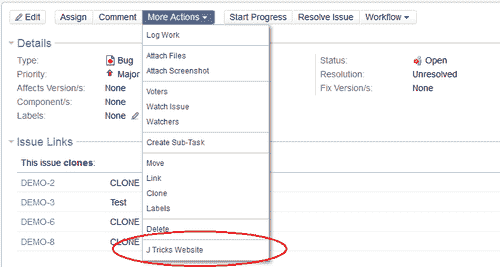 Edit Assign Comment More Actions Start Progress Resolve Issue Workflow
Details
Type: Bug
Priority: Major
Affects Version/s: None
Component/s: None
Labels: None
Status: Open
Resolution: Unresolved
Fix Version/s: None
Log Work
Attach Files
Attach Screenshot
Voters
Watch Issue
Watchers
Create Sub-Task
Move
Link
Clone
Labels
Delete
J Tricks Website
Issue Links
This issue clones:
DEMO-2 CLONE
DEMO-3 Test
DEMO-6 CLONE
DEMO-8 CLONE